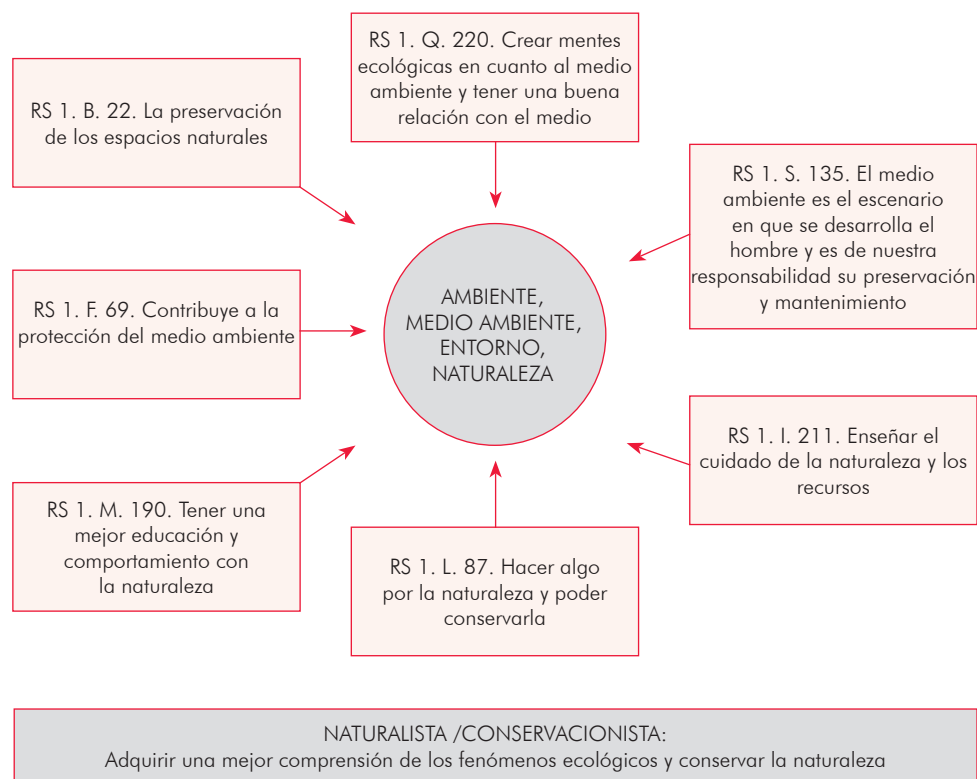 RS 1. Q. 220. Crear mentes
ecológicas en cuanto al medio
ambiente y tener una buena
relación con el medio
RS 1. B. 22. La preservación
de los espacios naturales
RS 1. S. 135. El medio
ambiente es el escenario
en que se desarrolla el
hombre y es de nuestra
responsabilidad su preservación
y mantenimiento
RS 1. F. 69. Contribuye a la
protección del medio ambiente
AMBIENTE,
MEDIO AMBIENTE,
ENTORNO,
NATURALEZA
RS 1. I. 211. Enseñar el
cuidado de la naturaleza y los
recursos
RS 1. M. 190. Tener una
mejor educación y
comportamiento con
la naturaleza
RS 1. L. 87. Hacer algo
por la naturaleza y poder
conservarla
NATURALISTA /CONSERVACIONISTA:
Adquirir una mejor comprensión de los fenómenos ecológicos y conservar la naturaleza